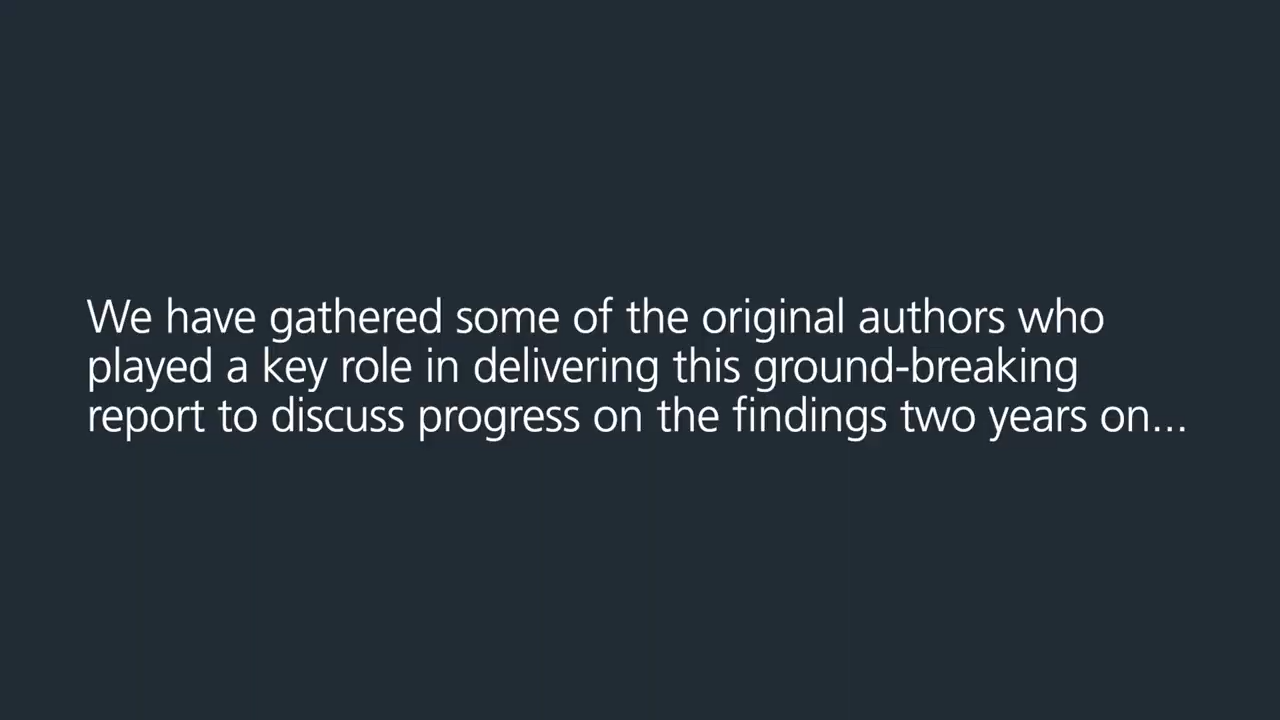 We have gathered some of the original authors who
played a key role in delivering this ground-breaking
report to discuss progress on the findings two years on...